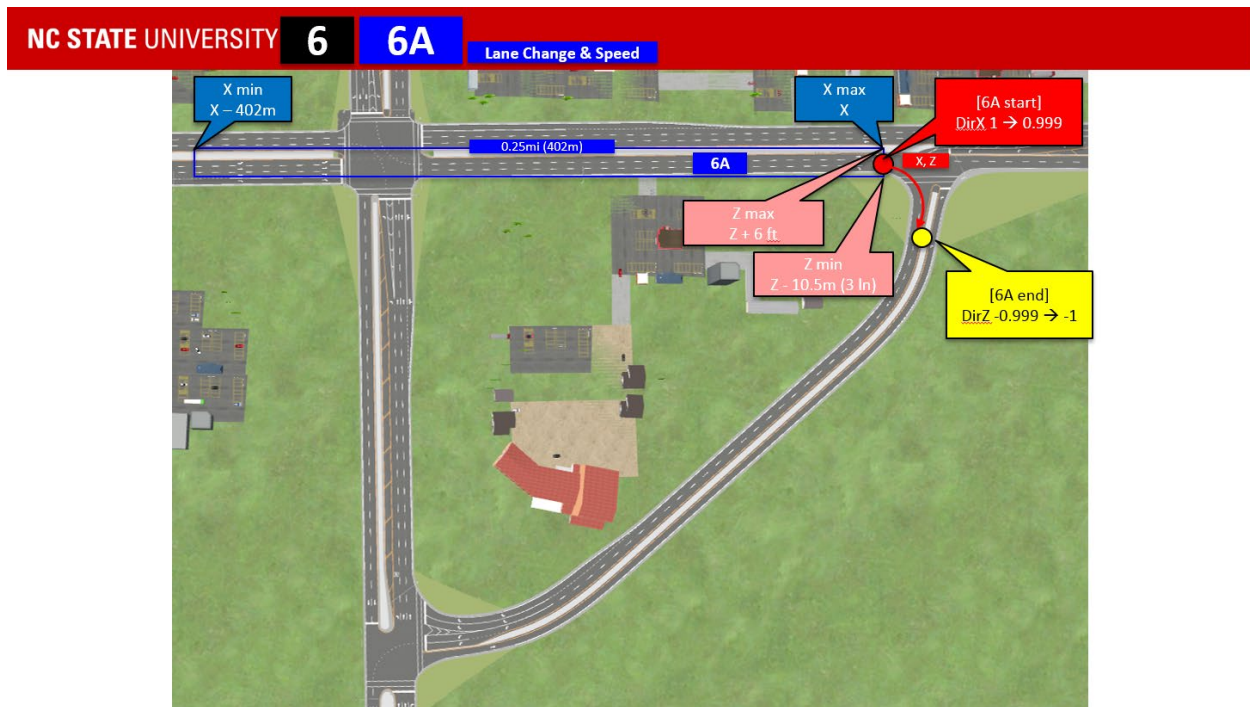 NC STATE UNIVERSITY
6
6A
Lane Change & Speed
X min
X – 402m
X max
X
[6A start]
DirX 1 → 0.999
0.25mi (402m)
6A
X, Z
Z max
Z + 6 ft
Z min
Z - 10.5m (3 ln)
[6A end]
DirZ -0.999 → -1